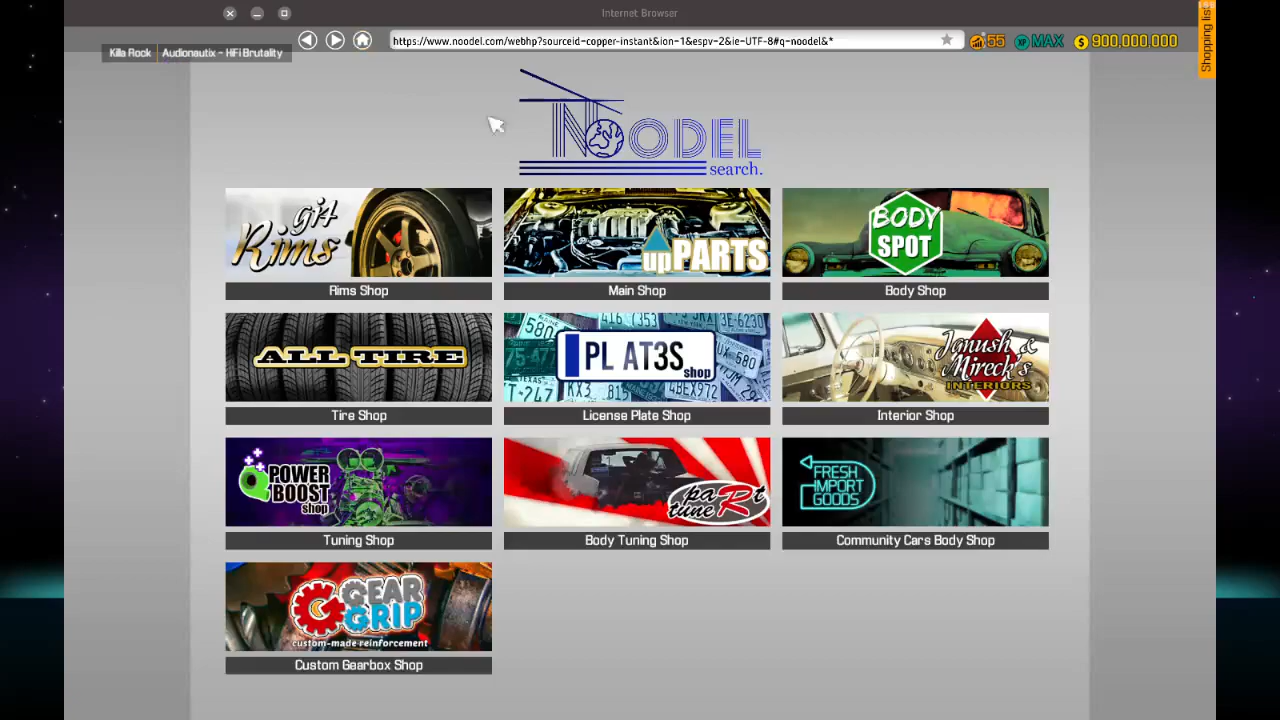 Internet Browser
Killa Rock Audionautix - HiFi Brutality
https://www.noodel.com/webhp?sourceid-copper-instant&ion-1&espv-2&ie-UTF-8#q-noodel&*
55 XP MAX $ 900,000,000
Shopping list
NOODEL
search.
gj4 Rims
upPARTS
BODY SPOT
Rims Shop
Main Shop
Body Shop
ALL TIRE
PL AT3S shop
Janush & Mireck's INTERIORS
Tire Shop
License Plate Shop
Interior Shop
POWER BOOST shop
paRt tune
FRESH IMPORT GOODS
Tuning Shop
Body Tuning Shop
Community Cars Body Shop
GEAR GRIP
custom-made reinforcement
Custom Gearbox Shop